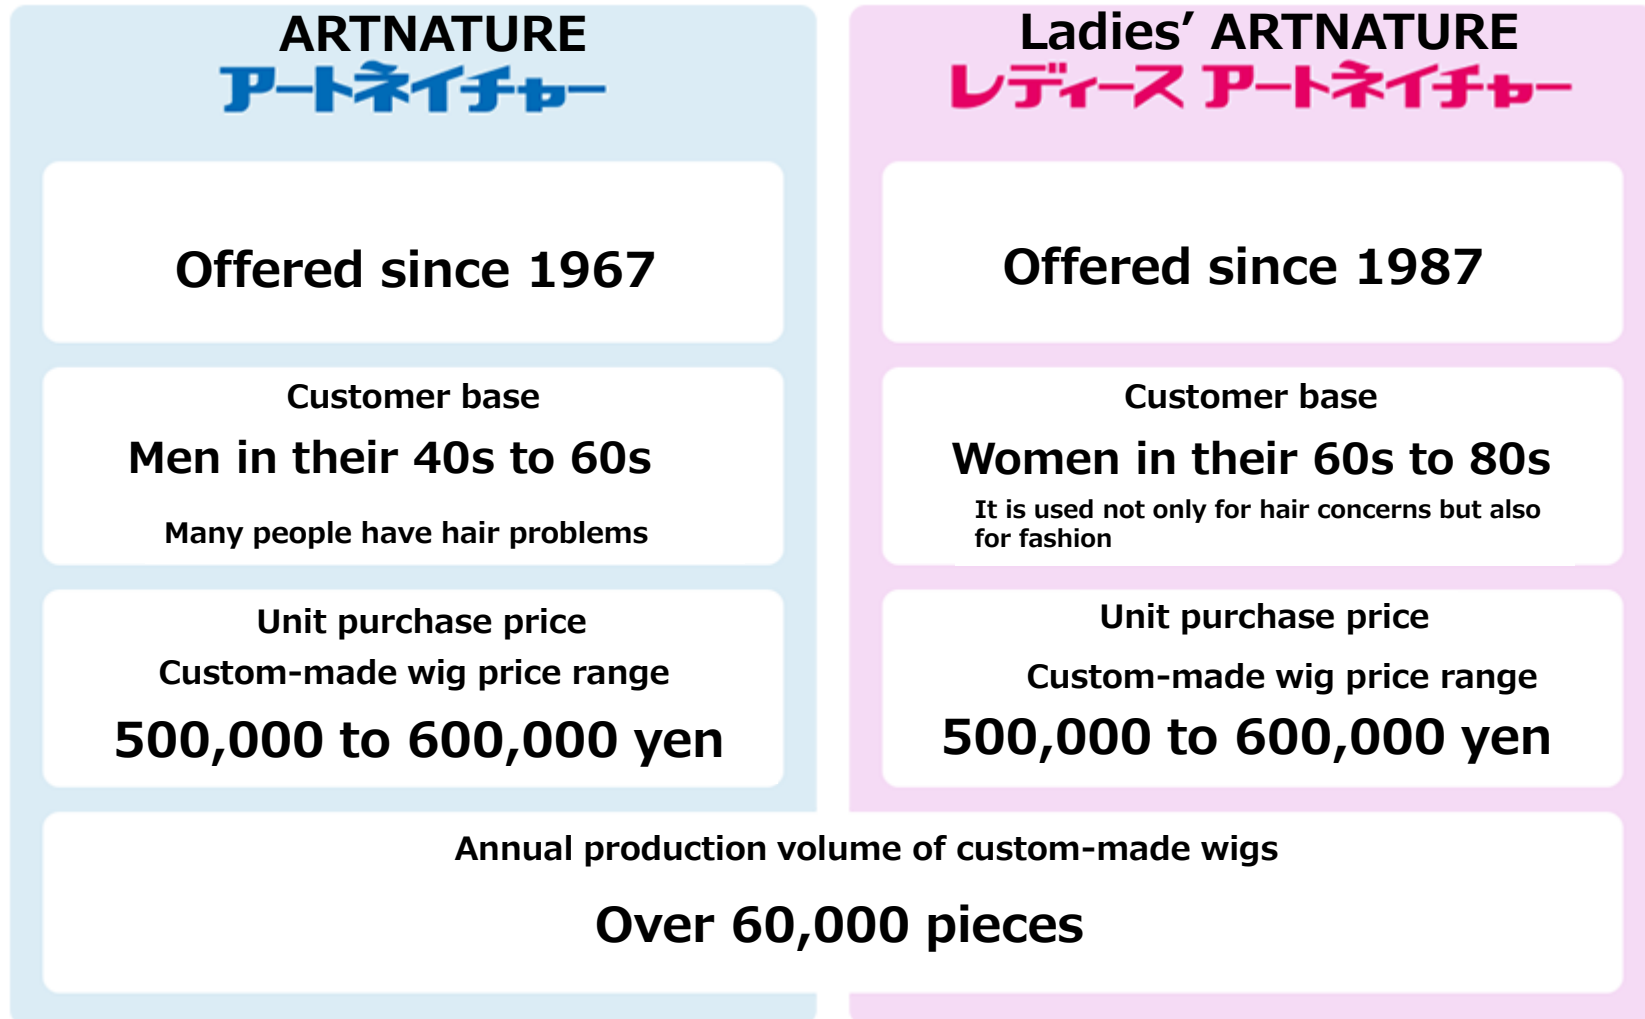 ARTNATURE
アートネイチャー
Offered since 1967
Customer base
Men in their 40s to 60s
Many people have hair problems
Unit purchase price
Custom-made wig price range
500,000 to 600,000 yen
Ladies’ ARTNATURE
レディース アートネイチャー
Offered since 1987
Customer base
Women in their 60s to 80s
It is used not only for hair concerns but also
for fashion
Unit purchase price
Custom-made wig price range
500,000 to 600,000 yen
Annual production volume of custom-made wigs
Over 60,000 pieces